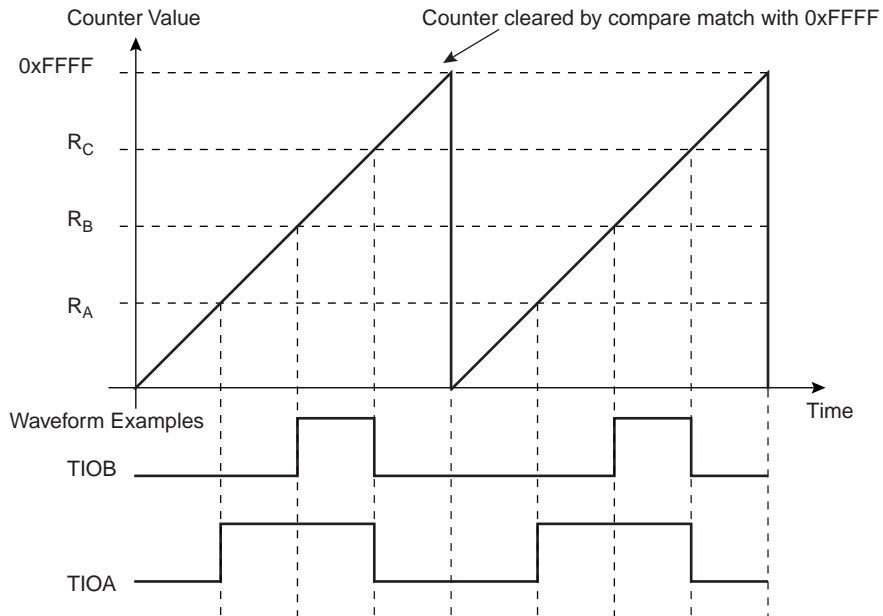 Counter Value
Counter cleared by compare match with 0xFFFF
0xFFFF
RC
RB
RA
Time
Waveform Examples
TIOB
TIOA